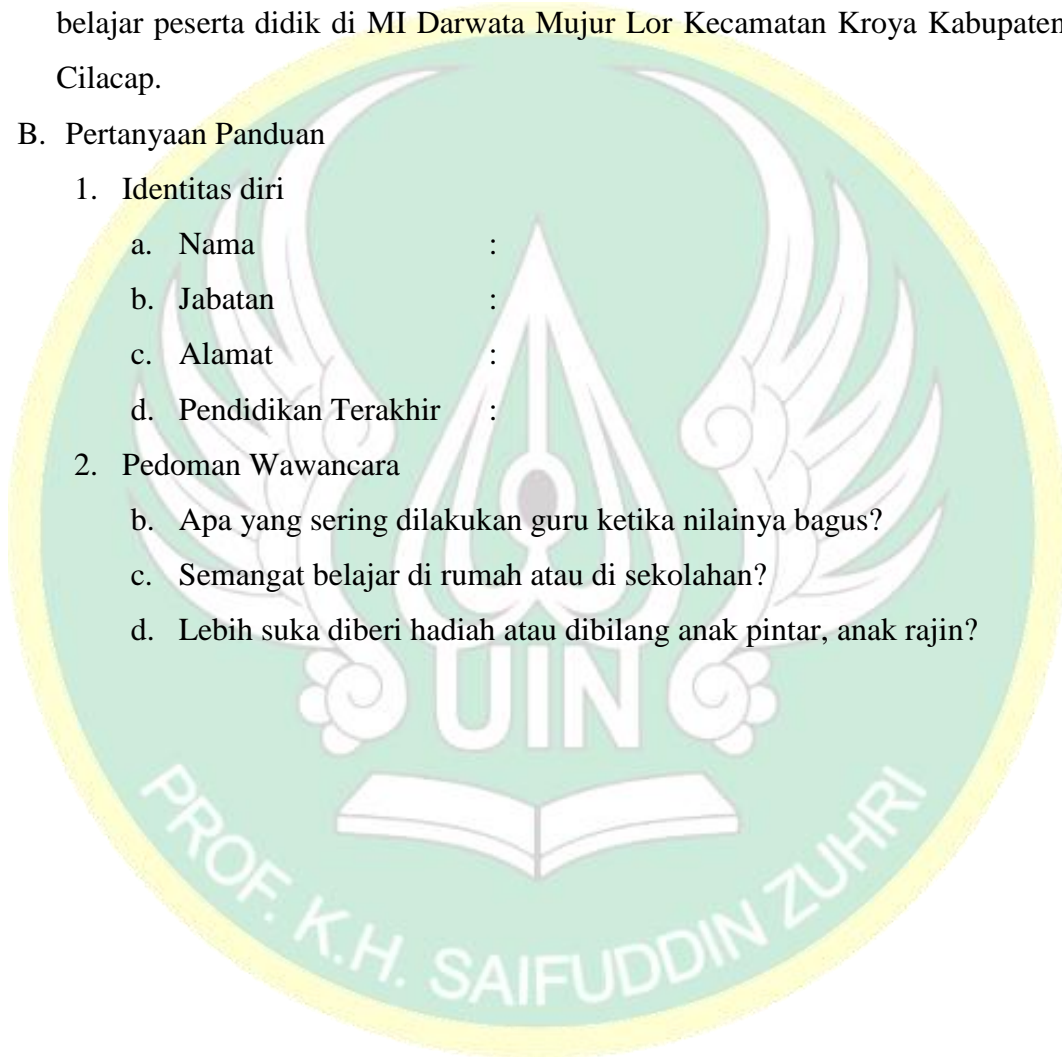 belajar peserta didik di MI Darwata Mujur Lor Kecamatan Kroya Kabupaten
Cilacap.
B. Pertanyaan Panduan
1. Identitas diri
a. Nama :
b. Jabatan :
c. Alamat :
d. Pendidikan Terakhir :
2. Pedoman Wawancara
b. Apa yang sering dilakukan guru ketika nilainya bagus?
c. Semangat belajar di rumah atau di sekolahan?
d. Lebih suka diberi hadiah atau dibilang anak pintar, anak rajin?
UIN
PROF. K.H. SAIFUDDIN ZUHRI